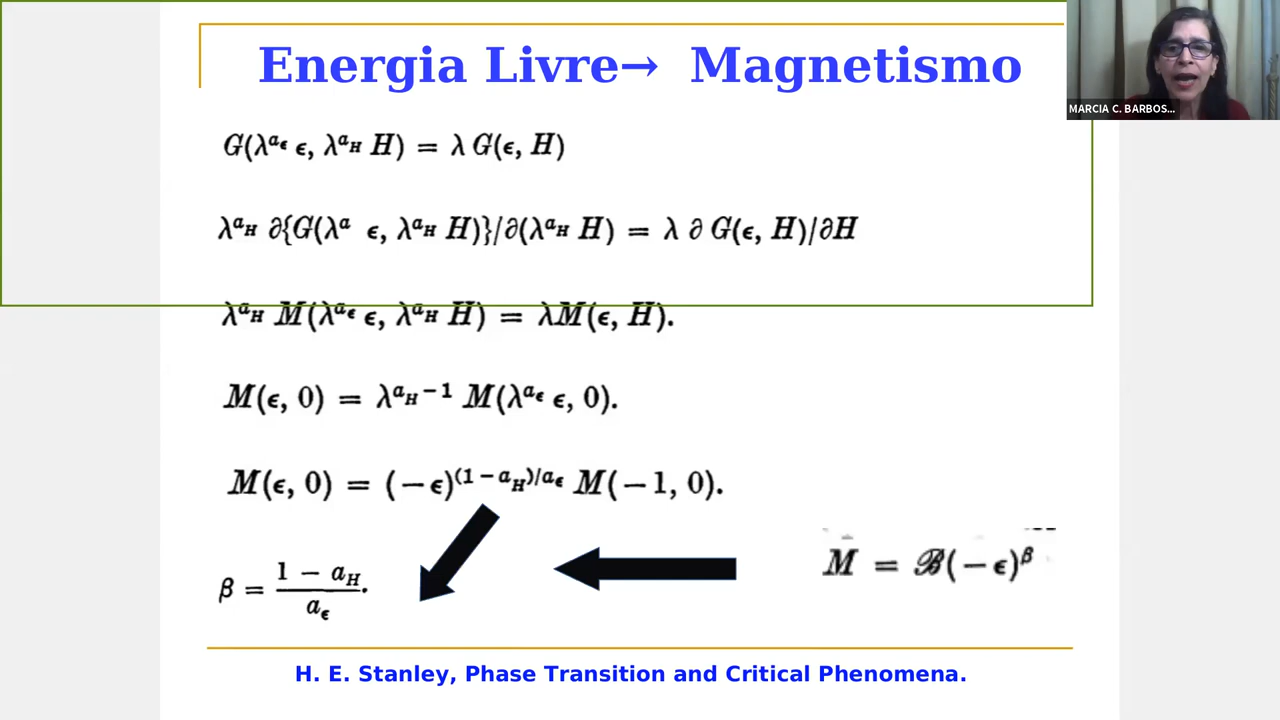 Energia Livre→ Magnetismo
MARCIA C. BARBOS...
G(λ^{a_ϵ} ϵ, λ^{a_H} H) = λ G(ϵ, H)
λ^{a_H} ∂{G(λ^a ϵ, λ^{a_H} H)}/∂(λ^{a_H} H) = λ ∂ G(ϵ, H)/∂H
λ^{a_H} M(λ^{a_ϵ} ϵ, λ^{a_H} H) = λM(ϵ, H).
M(ϵ, 0) = λ^{a_H−1} M(λ^{a_ϵ} ϵ, 0).
M(ϵ, 0) = (−ϵ)^{(1−a_H)/a_ϵ} M(−1, 0).
M = ℬ(−ϵ)^β
β = \frac{1 − a_H}{a_ϵ}.
H. E. Stanley, Phase Transition and Critical Phenomena.